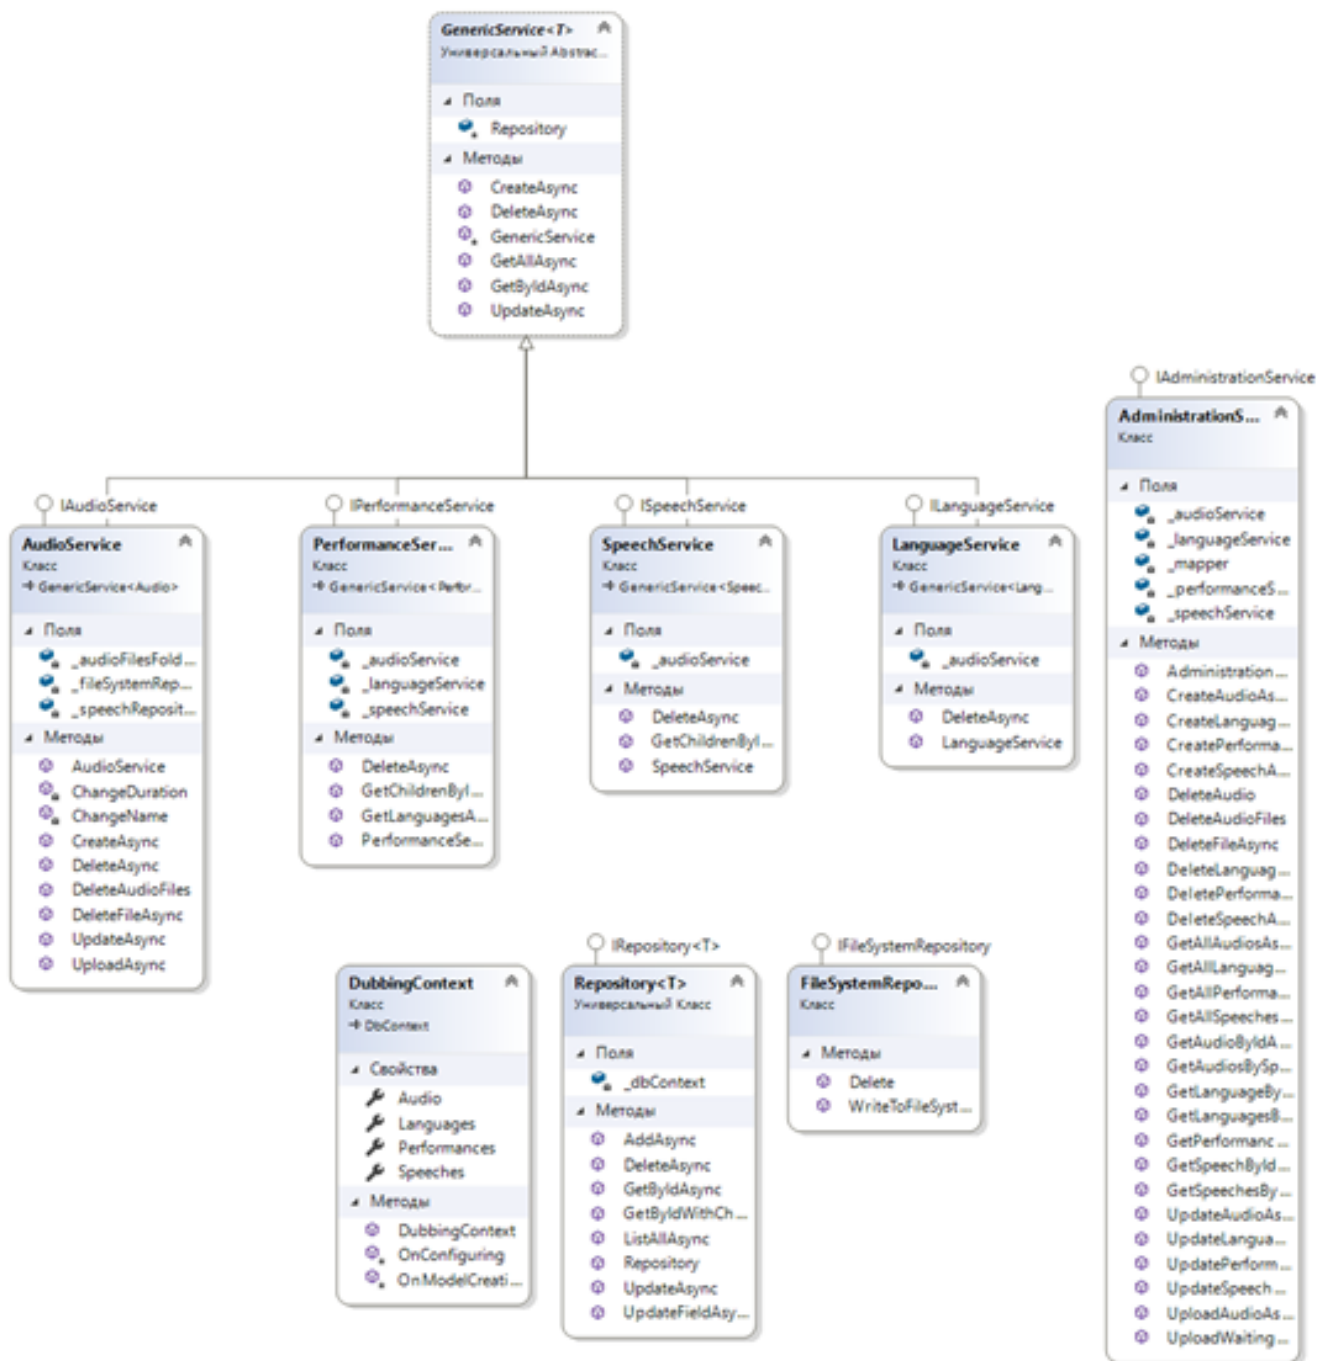 GenericService<T>
Универсальный Abstrac...
Поля
Repository
Методы
CreateAsync
DeleteAsync
GenericService
GetAllAsync
GetByIdAsync
UpdateAsync
IAudioService
AudioService
Класс
GenericService<Audio>
Поля
_audioFilesFold...
_fileSystemRep...
_speechReposit...
Методы
AudioService
ChangeDuration
ChangeName
CreateAsync
DeleteAsync
DeleteAudioFiles
DeleteFileAsync
UpdateAsync
UploadAsync
IPerformanceService
PerformanceSer...
Класс
GenericService<Perfor...
Поля
_audioService
_languageService
_speechService
Методы
DeleteAsync
GetChildrenByI...
GetLanguagesA...
PerformanceSe...
ISpeechService
SpeechService
Класс
GenericService<Speec...
Поля
_audioService
Методы
DeleteAsync
GetChildrenByI...
SpeechService
ILanguageService
LanguageService
Класс
GenericService<Lang...
Поля
_audioService
Методы
DeleteAsync
LanguageService
IAdministrationService
AdministrationS...
Класс
Поля
_audioService
_languageService
_mapper
_performanceS...
_speechService
Методы
Administration...
CreateAudioAs...
CreateLanguag...
CreatePerforma...
CreateSpeechA...
DeleteAudio
DeleteAudioFiles
DeleteFileAsync
DeleteLanguag...
DeletePerforma...
DeleteSpeechA...
GetAllAudiosAs...
GetAllLanguag...
GetAllPerforma...
GetAllSpeeches...
GetAudioByIdA...
GetAudiosBySp...
GetLanguageBy...
GetLanguagesB...
GetPerformanc...
GetSpeechById...
GetSpeechesBy...
UpdateAudioAs...
UpdateLangua...
UpdatePerform...
UpdateSpeech...
UploadAudioAs...
UploadWaiting...
DubbingContext
Класс
DbContext
Свойства
Audio
Languages
Performances
Speeches
Методы
DubbingContext
OnConfiguring
OnModelCreati...
IRepository<T>
Repository<T>
Универсальный Класс
Поля
_dbContext
Методы
AddAsync
DeleteAsync
GetByIdAsync
GetByIdWithCh...
ListAllAsync
Repository
UpdateAsync
UpdateFieldAsy...
IFileSystemRepository
FileSystemRepo...
Класс
Методы
Delete
WriteToFileSyst...